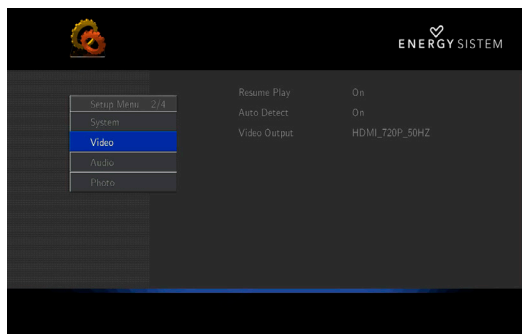 ENERGY SISTEM
Setup Menu 2/4
System
Video
Audio
Photo
Resume Play On
Auto Detect On
Video Output HDMI_720P_50HZ